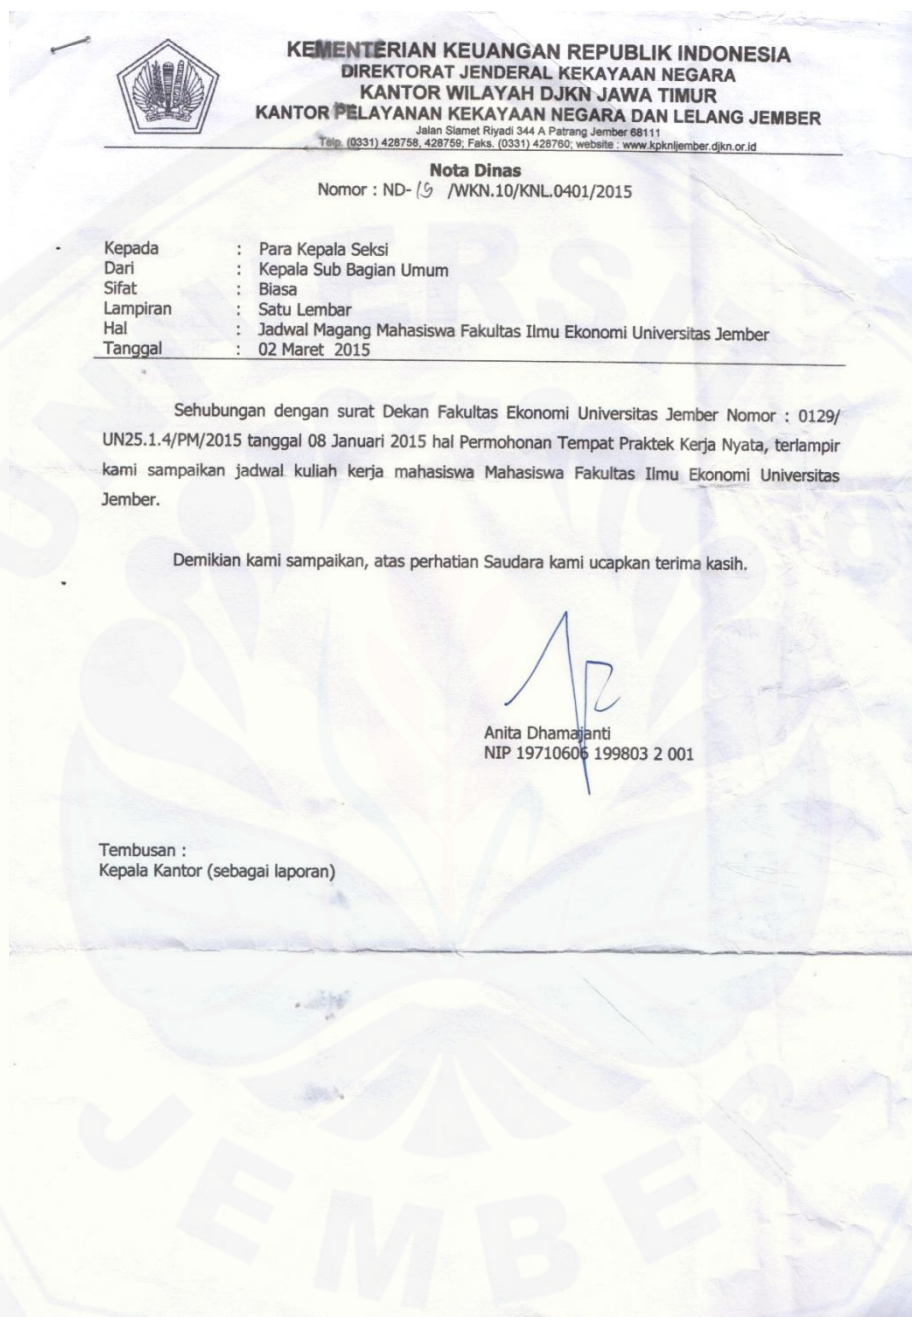 KEMENTERIAN KEUANGAN REPUBLIK INDONESIA
DIREKTORAT JENDERAL KEKAYAAN NEGARA
KANTOR WILAYAH DJKN JAWA TIMUR
KANTOR PELAYANAN KEKAYAAN NEGARA DAN LELANG JEMBER
Jalan Slamet Riyadi 344 A Patrang Jember 68111
Telp. (0331) 428758, 428759; Faks. (0331) 428760; website : www.kpknljember.djkn.or.id
Nota Dinas
Nomor : ND- 15 /WKN.10/KNL.0401/2015
Kepada : Para Kepala Seksi
Dari : Kepala Sub Bagian Umum
Sifat : Biasa
Lampiran : Satu Lembar
Hal : Jadwal Magang Mahasiswa Fakultas Ilmu Ekonomi Universitas Jember
Tanggal : 02 Maret 2015
Sehubungan dengan surat Dekan Fakultas Ekonomi Universitas Jember Nomor : 0129/
UN25.1.4/PM/2015 tanggal 08 Januari 2015 hal Permohonan Tempat Praktek Kerja Nyata, terlampir
kami sampaikan jadwal kuliah kerja mahasiswa Mahasiswa Fakultas Ilmu Ekonomi Universitas
Jember.
Demikian kami sampaikan, atas perhatian Saudara kami ucapkan terima kasih.
Anita Dhamajanti
NIP 19710606 199803 2 001
Tembusan :
Kepala Kantor (sebagai laporan)
UNIVERSITAS
JEMBER